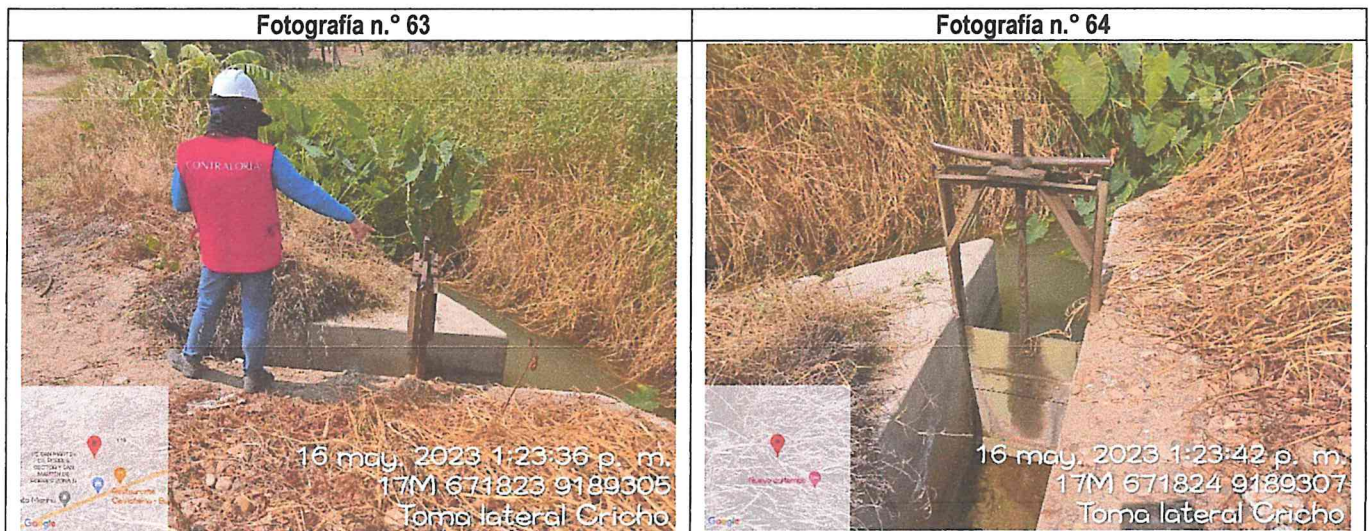 Fotografía n.° 63
Fotografía n.° 64
CONTRALORÍA
16 may. 2023 1:23:36 p. m.
17M 671823 9189305
Toma lateral Cricho
Google
16 may. 2023 1:23:42 p. m.
17M 671824 9189307
Toma lateral Cricho
Google